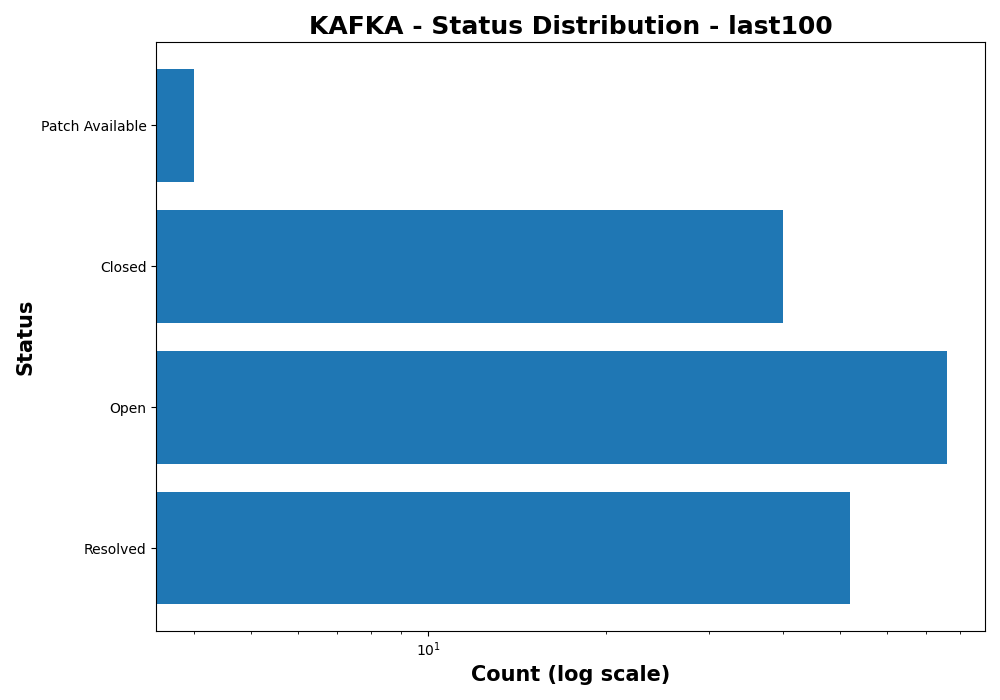 KAFKA - Status Distribution - last100
Patch Available
Closed
Open
Resolved
Status
10¹
Count (log scale)